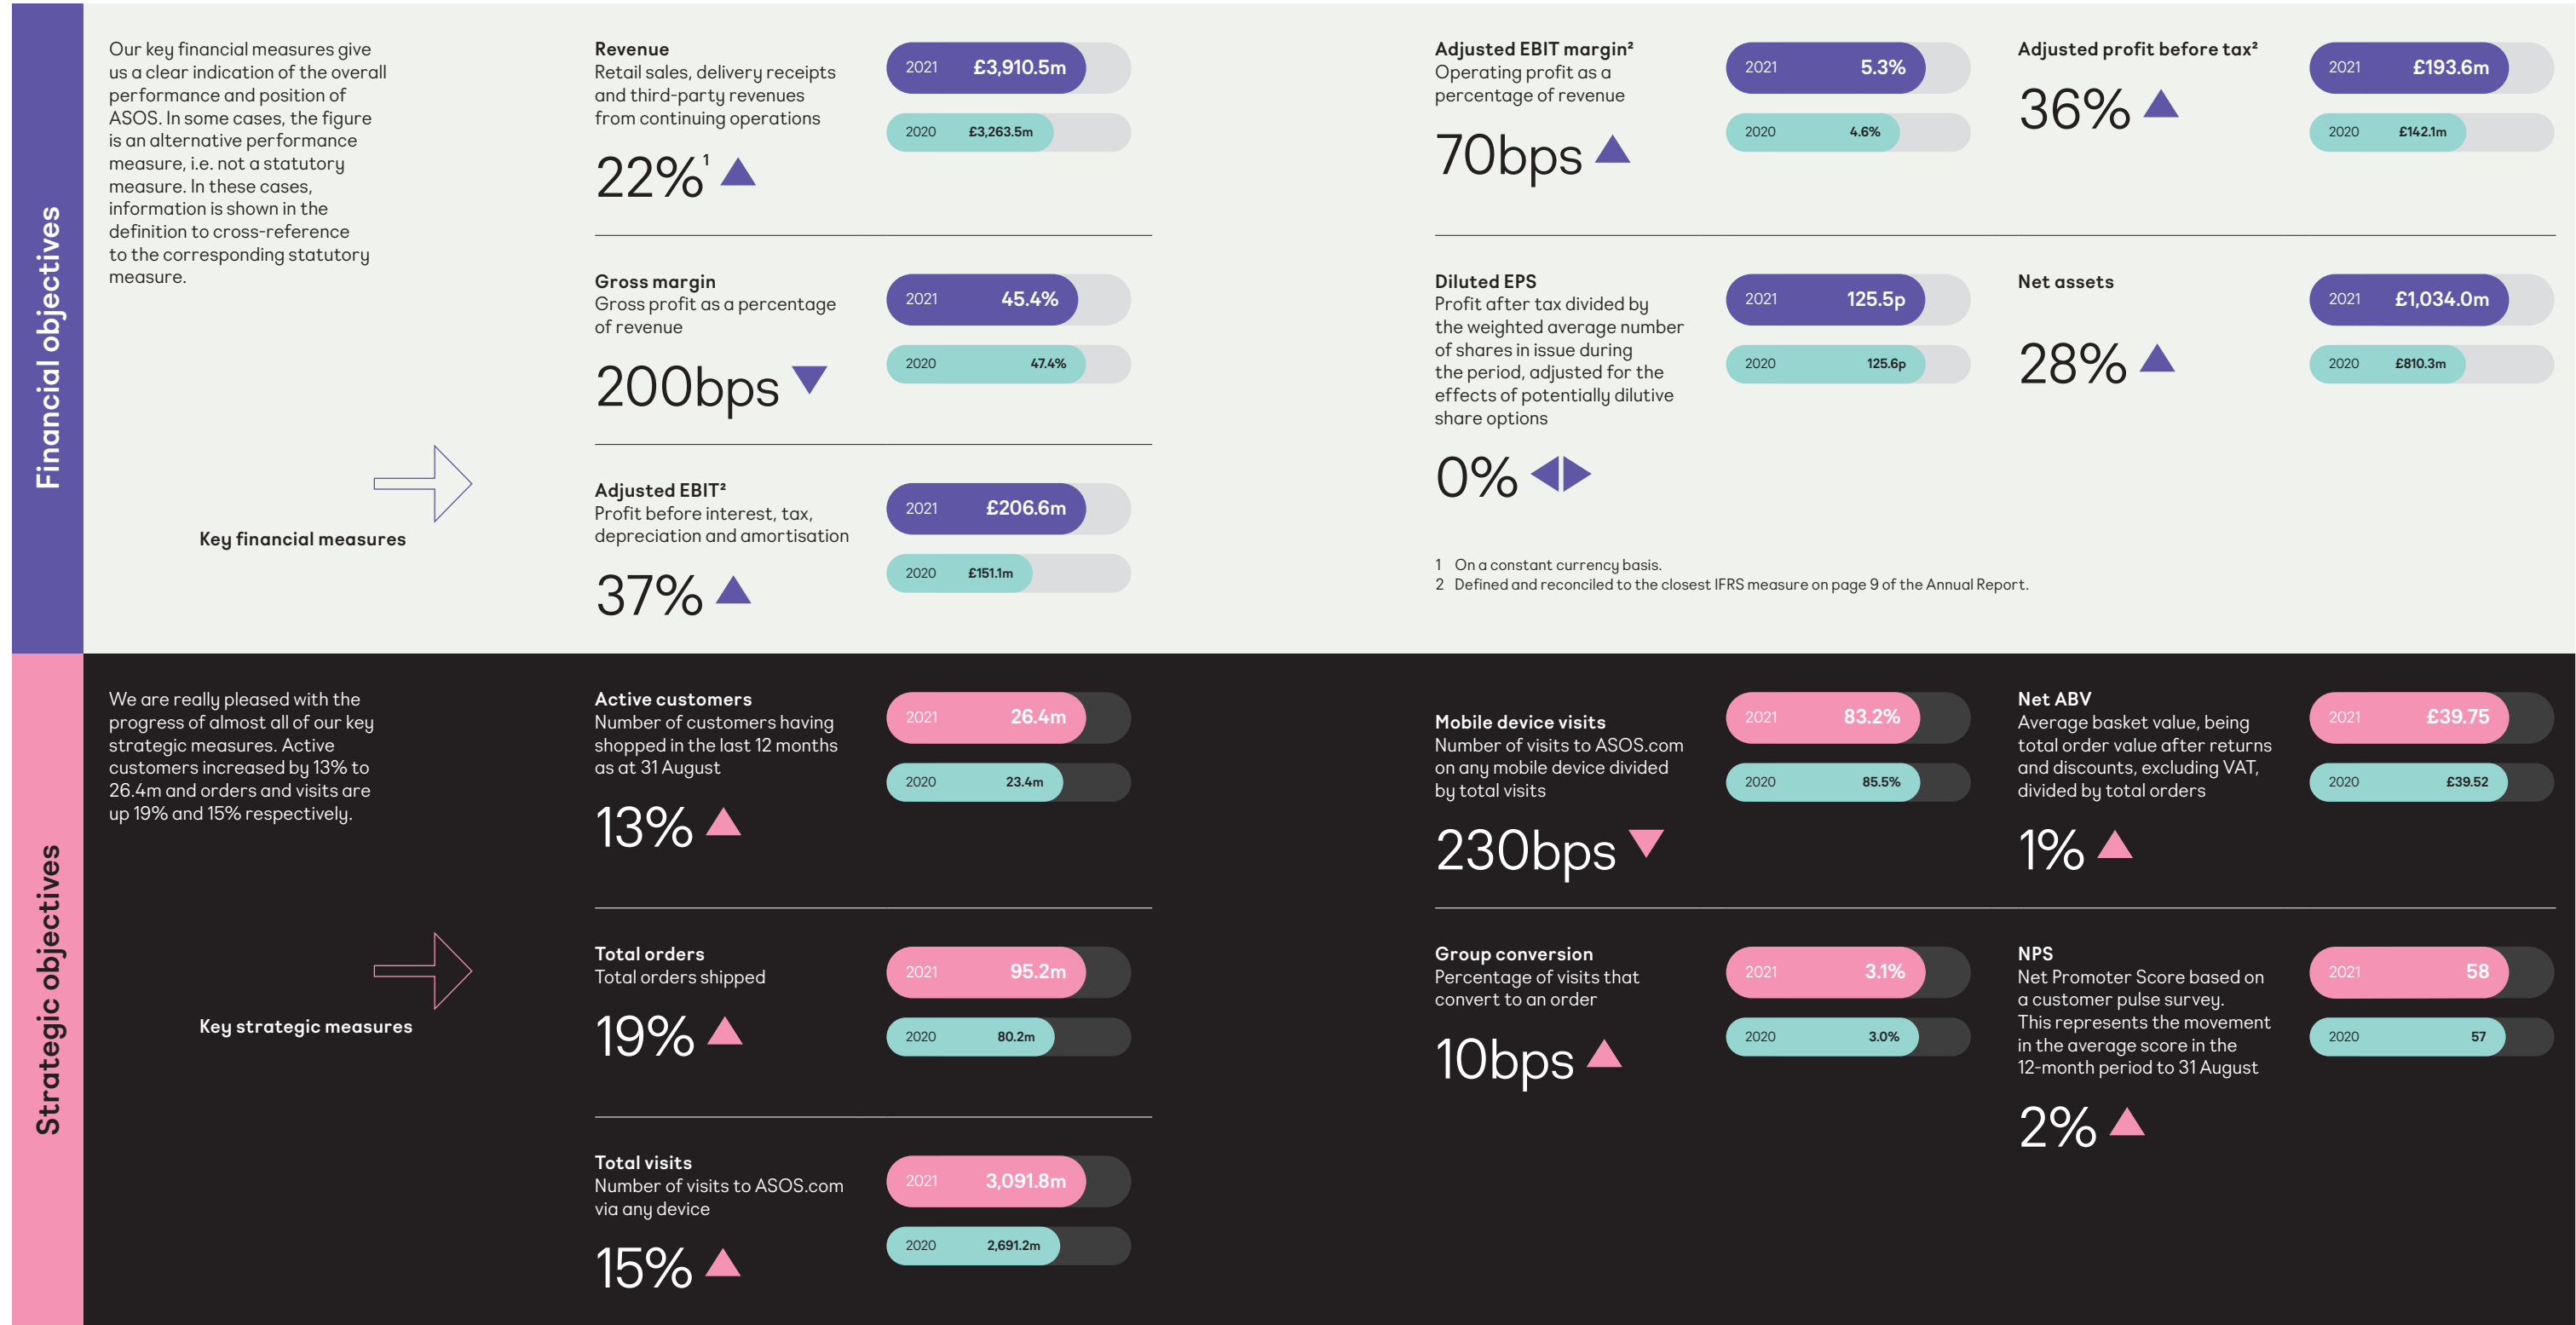 Financial objectives
Our key financial measures give
us a clear indication of the overall
performance and position of
ASOS. In some cases, the figure
is an alternative performance
measure, i.e. not a statutory
measure. In these cases,
information is shown in the
definition to cross-reference
to the corresponding statutory
measure.
Key financial measures
Revenue
Retail sales, delivery receipts
and third-party revenues
from continuing operations
22%¹
2021 £3,910.5m
2020 £3,263.5m
Gross margin
Gross profit as a percentage
of revenue
200bps
2021 45.4%
2020 47.4%
Adjusted EBIT²
Profit before interest, tax,
depreciation and amortisation
37%
2021 £206.6m
2020 £151.1m
Adjusted EBIT margin²
Operating profit as a
percentage of revenue
70bps
2021 5.3%
2020 4.6%
Adjusted profit before tax²
36%
2021 £193.6m
2020 £142.1m
Diluted EPS
Profit after tax divided by
the weighted average number
of shares in issue during
the period, adjusted for the
effects of potentially dilutive
share options
0%
2021 125.5p
2020 125.6p
Net assets
28%
2021 £1,034.0m
2020 £810.3m
1 On a constant currency basis.
2 Defined and reconciled to the closest IFRS measure on page 9 of the Annual Report.
Strategic objectives
We are really pleased with the
progress of almost all of our key
strategic measures. Active
customers increased by 13% to
26.4m and orders and visits are
up 19% and 15% respectively.
Key strategic measures
Active customers
Number of customers having
shopped in the last 12 months
as at 31 August
13%
2021 26.4m
2020 23.4m
Total orders
Total orders shipped
19%
2021 95.2m
2020 80.2m
Total visits
Number of visits to ASOS.com
via any device
15%
2021 3,091.8m
2020 2,691.2m
Mobile device visits
Number of visits to ASOS.com
on any mobile device divided
by total visits
230bps
2021 83.2%
2020 85.5%
Net ABV
Average basket value, being
total order value after returns
and discounts, excluding VAT,
divided by total orders
1%
2021 £39.75
2020 £39.52
Group conversion
Percentage of visits that
convert to an order
10bps
2021 3.1%
2020 3.0%
NPS
Net Promoter Score based on
a customer pulse survey.
This represents the movement
in the average score in the
12-month period to 31 August
2%
2021 58
2020 57